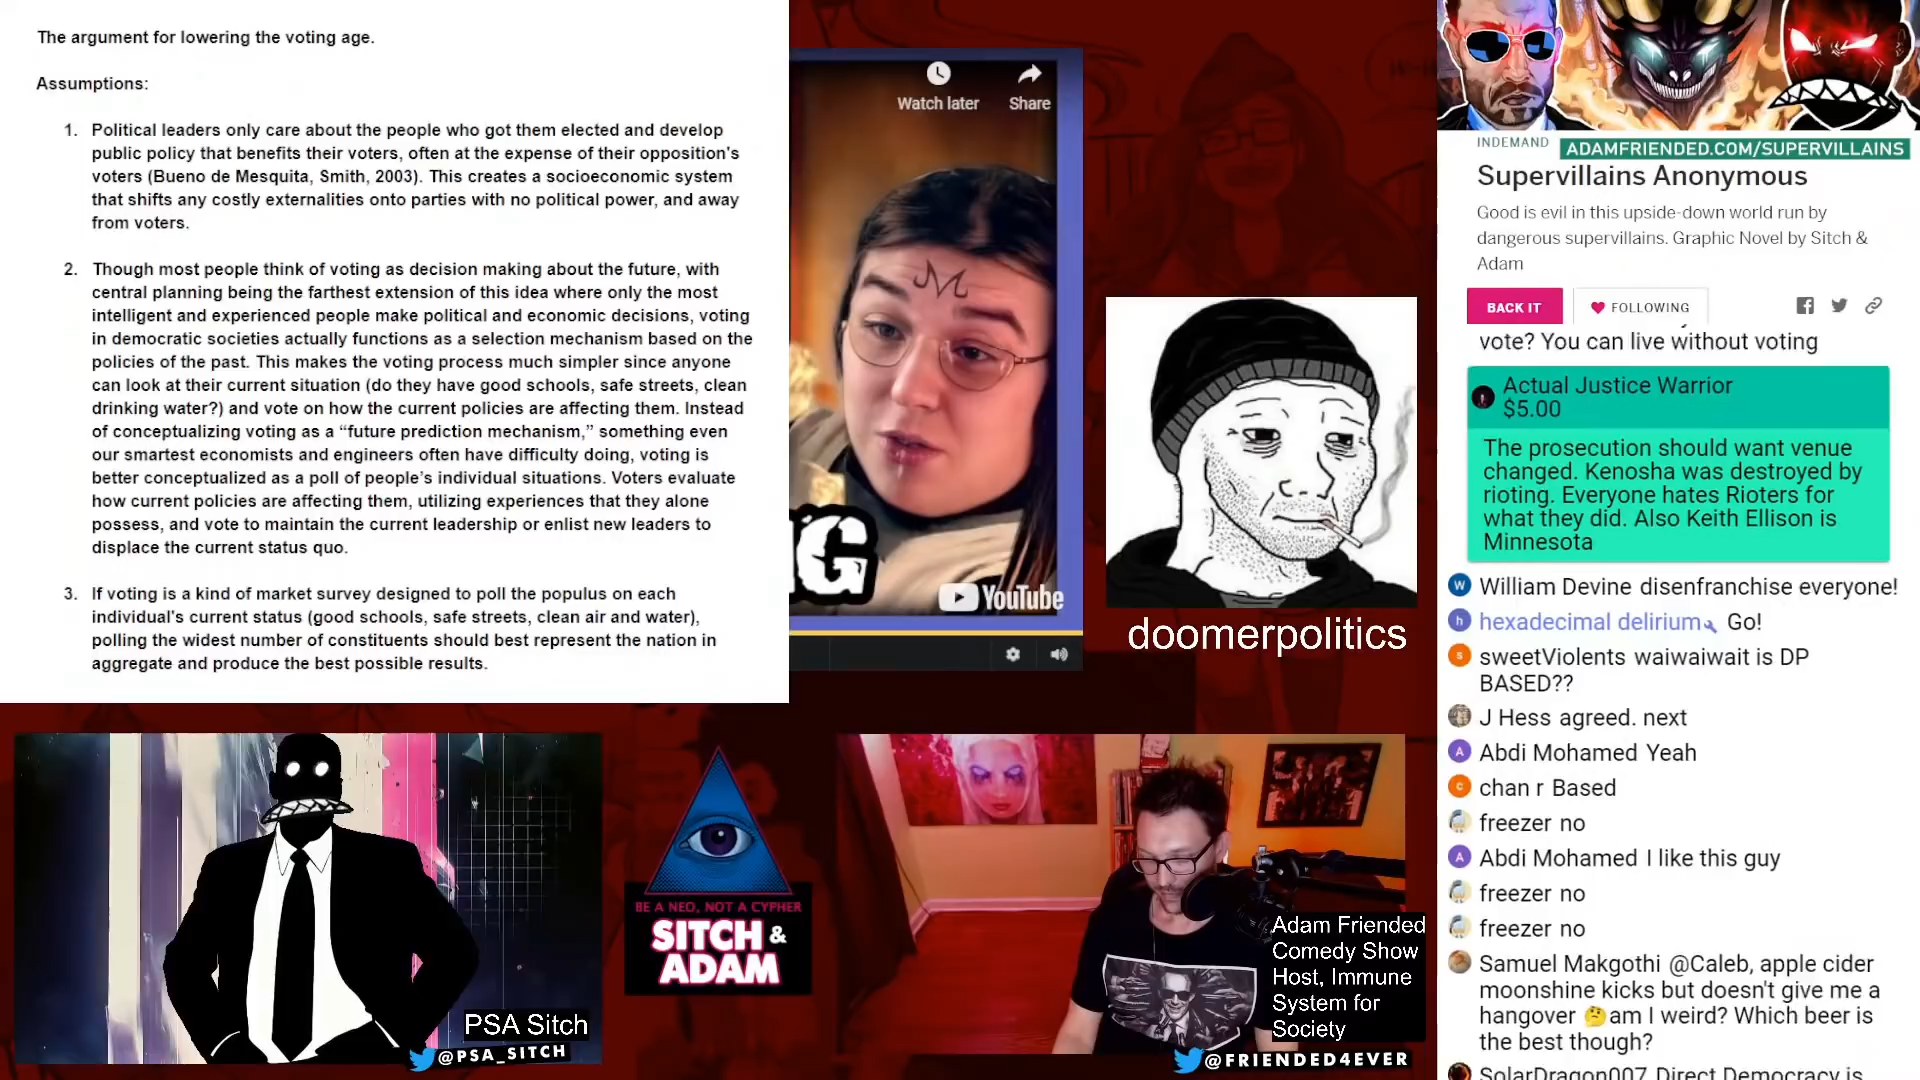 The argument for lowering the voting age.
Assumptions:
1. Political leaders only care about the people who got them elected and develop
public policy that benefits their voters, often at the expense of their opposition's
voters (Bueno de Mesquita, Smith, 2003). This creates a socioeconomic system
that shifts any costly externalities onto parties with no political power, and away
from voters.
2. Though most people think of voting as decision making about the future, with
central planning being the farthest extension of this idea where only the most
intelligent and experienced people make political and economic decisions, voting
in democratic societies actually functions as a selection mechanism based on the
policies of the past. This makes the voting process much simpler since anyone
can look at their current situation (do they have good schools, safe streets, clean
drinking water?) and vote on how the current policies are affecting them. Instead
of conceptualizing voting as a “future prediction mechanism,” something even
our smartest economists and engineers often have difficulty doing, voting is
better conceptualized as a poll of people’s individual situations. Voters evaluate
how current policies are affecting them, utilizing experiences that they alone
possess, and vote to maintain the current leadership or enlist new leaders to
displace the current status quo.
3. If voting is a kind of market survey designed to poll the populus on each
individual's current status (good schools, safe streets, clean air and water),
polling the widest number of constituents should best represent the nation in
aggregate and produce the best possible results.
Watch later
Share
G
YouTube
doomerpolitics
PSA Sitch
@PSA_SITCH
BE A NEO, NOT A CYPHER
SITCH &
ADAM
Adam Friended
Comedy Show
Host, Immune
System for
Society
@FRIENDED4EVER
INDEMAND
ADAMFRIENDED.COM/SUPERVILLAINS
Supervillains Anonymous
Good is evil in this upside-down world run by
dangerous supervillains. Graphic Novel by Sitch &
Adam
BACK IT
FOLLOWING
vote? You can live without voting
Actual Justice Warrior
$5.00
The prosecution should want venue
changed. Kenosha was destroyed by
rioting. Everyone hates Rioters for
what they did. Also Keith Ellison is
Minnesota
W William Devine disenfranchise everyone!
h hexadecimal delirium Go!
s sweetViolents waiwaiwait is DP
BASED??
J Hess agreed. next
A Abdi Mohamed Yeah
c chan r Based
freezer no
A Abdi Mohamed I like this guy
freezer no
freezer no
Samuel Makgothi @Caleb, apple cider
moonshine kicks but doesn't give me a
hangover 🤔am I weird? Which beer is
the best though?
SolarDragon007 Direct Democracy is